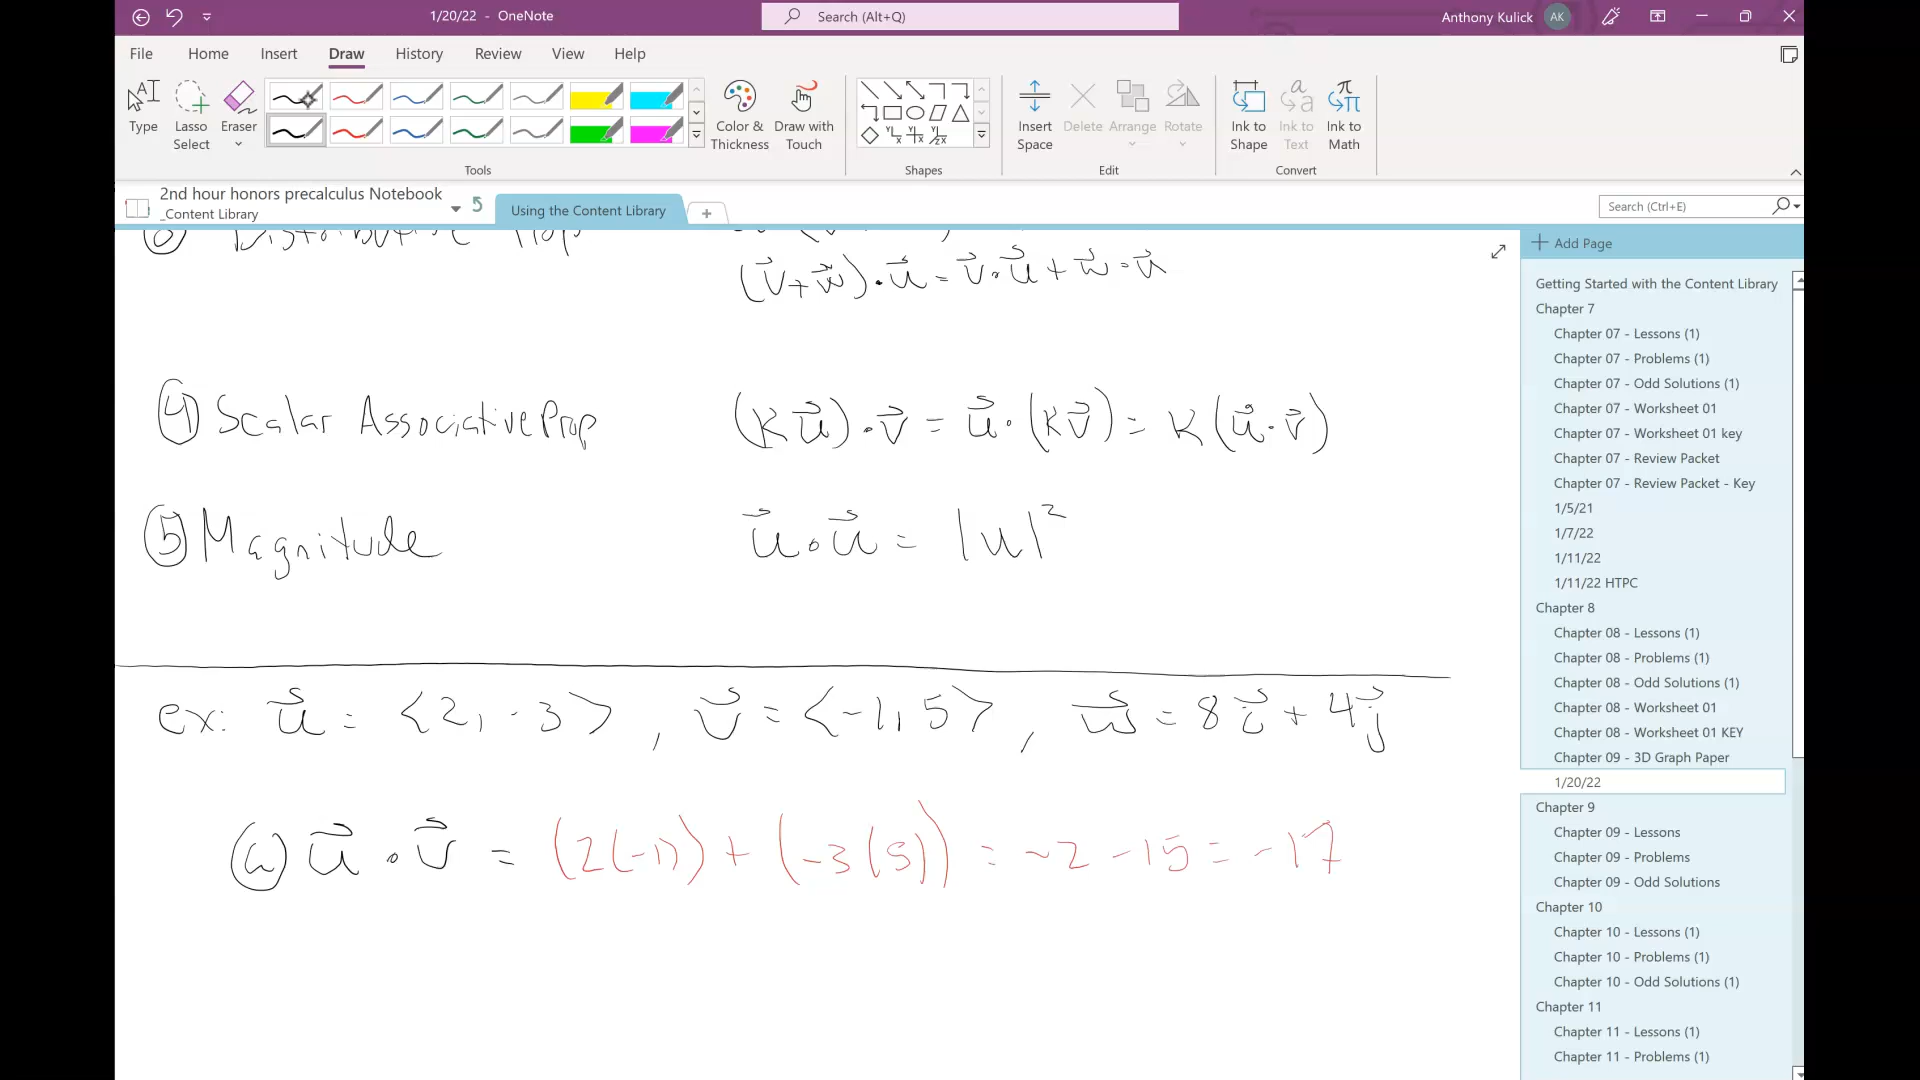 1/20/22 - OneNote
Search (Alt+Q)
Anthony Kulick AK
File Home Insert Draw History Review View Help
Type
Lasso Select
Eraser
Color & Thickness
Draw with Touch
Insert Space
Delete
Arrange
Rotate
Ink to Shape
Ink to Text
Ink to Math
Tools
Shapes
Edit
Convert
2nd hour honors precalculus Notebook
_Content Library
Using the Content Library
Search (Ctrl+E)
Add Page
(v⃗+w⃗)·u⃗ = v⃗·u⃗ + w⃗·u⃗
④ Scalar Associative Prop (K u⃗)·v⃗ = u⃗·(K v⃗) = K(u⃗·v⃗)
⑤ Magnitude u⃗·u⃗ = |u|²
ex: u⃗ = <2, -3> , v⃗ = <-1, 5> , w⃗ = 8i⃗ + 4j⃗
ⓐ u⃗·v⃗ = (2(-1)) + (-3(5)) = -2 -15 = -17
Getting Started with the Content Library
Chapter 7
Chapter 07 - Lessons (1)
Chapter 07 - Problems (1)
Chapter 07 - Odd Solutions (1)
Chapter 07 - Worksheet 01
Chapter 07 - Worksheet 01 key
Chapter 07 - Review Packet
Chapter 07 - Review Packet - Key
1/5/21
1/7/22
1/11/22
1/11/22 HTPC
Chapter 8
Chapter 08 - Lessons (1)
Chapter 08 - Problems (1)
Chapter 08 - Odd Solutions (1)
Chapter 08 - Worksheet 01
Chapter 08 - Worksheet 01 KEY
Chapter 09 - 3D Graph Paper
1/20/22
Chapter 9
Chapter 09 - Lessons
Chapter 09 - Problems
Chapter 09 - Odd Solutions
Chapter 10
Chapter 10 - Lessons (1)
Chapter 10 - Problems (1)
Chapter 10 - Odd Solutions (1)
Chapter 11
Chapter 11 - Lessons (1)
Chapter 11 - Problems (1)